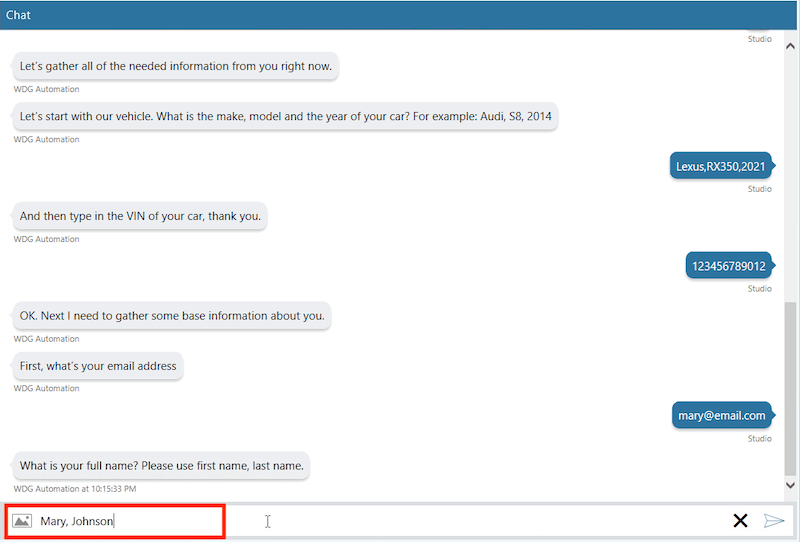 Chat
Studio
Let's gather all of the needed information from you right now.
WDG Automation
Let's start with our vehicle. What is the make, model and the year of your car? For example: Audi, S8, 2014
WDG Automation
Lexus,RX350,2021
Studio
And then type in the VIN of your car, thank you.
WDG Automation
123456789012
Studio
OK. Next I need to gather some base information about you.
WDG Automation
First, what's your email address
WDG Automation
mary@email.com
Studio
What is your full name? Please use first name, last name.
WDG Automation at 10:15:33 PM
Mary, Johnson